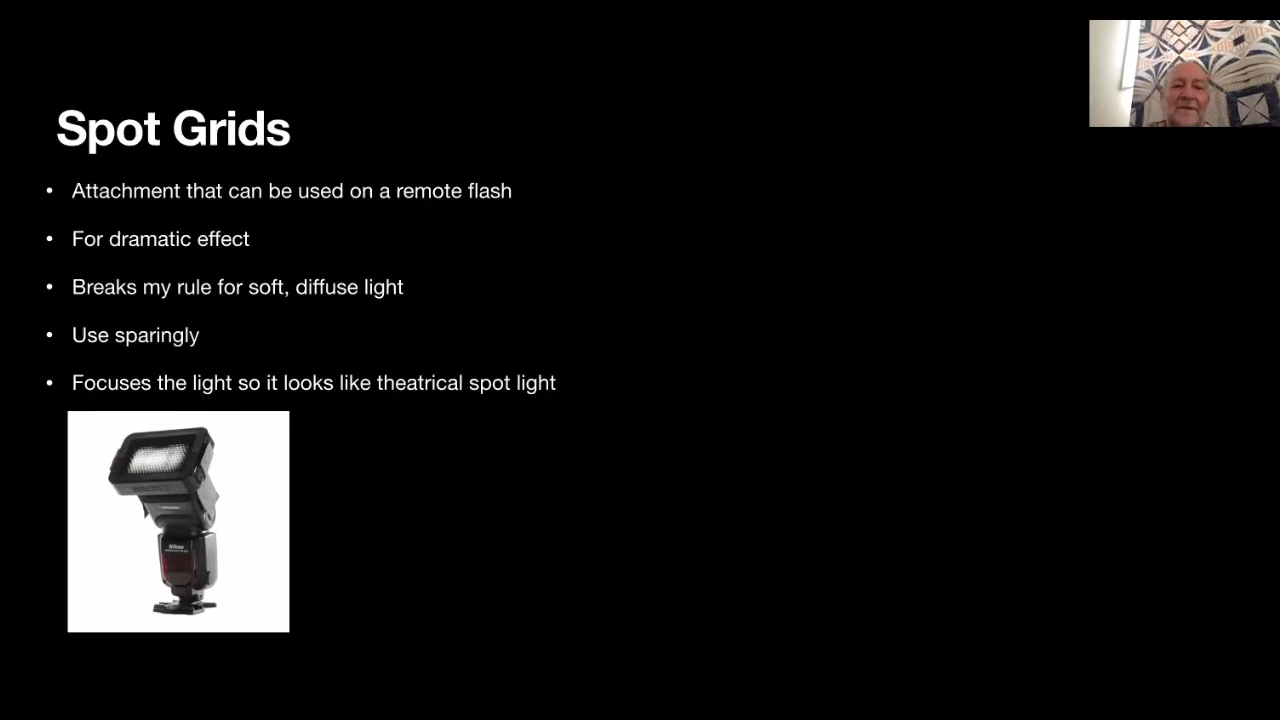 Spot Grids
• Attachment that can be used on a remote flash
• For dramatic effect
• Breaks my rule for soft, diffuse light
• Use sparingly
• Focuses the light so it looks like theatrical spot light
Nikon